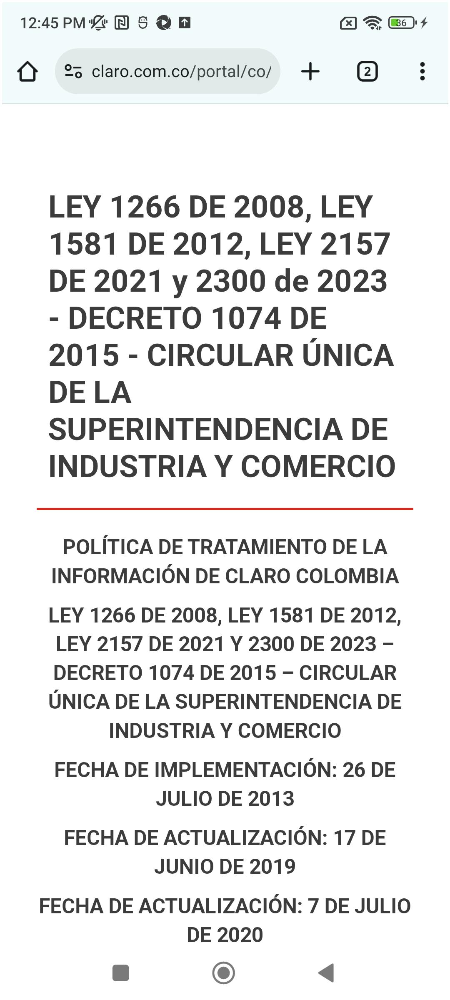 12:45 PM
36
claro.com.co/portal/co/
2
LEY 1266 DE 2008, LEY
1581 DE 2012, LEY 2157
DE 2021 y 2300 de 2023
- DECRETO 1074 DE
2015 - CIRCULAR ÚNICA
DE LA
SUPERINTENDENCIA DE
INDUSTRIA Y COMERCIO
POLÍTICA DE TRATAMIENTO DE LA
INFORMACIÓN DE CLARO COLOMBIA
LEY 1266 DE 2008, LEY 1581 DE 2012,
LEY 2157 DE 2021 Y 2300 DE 2023 –
DECRETO 1074 DE 2015 – CIRCULAR
ÚNICA DE LA SUPERINTENDENCIA DE
INDUSTRIA Y COMERCIO
FECHA DE IMPLEMENTACIÓN: 26 DE
JULIO DE 2013
FECHA DE ACTUALIZACIÓN: 17 DE
JUNIO DE 2019
FECHA DE ACTUALIZACIÓN: 7 DE JULIO
DE 2020